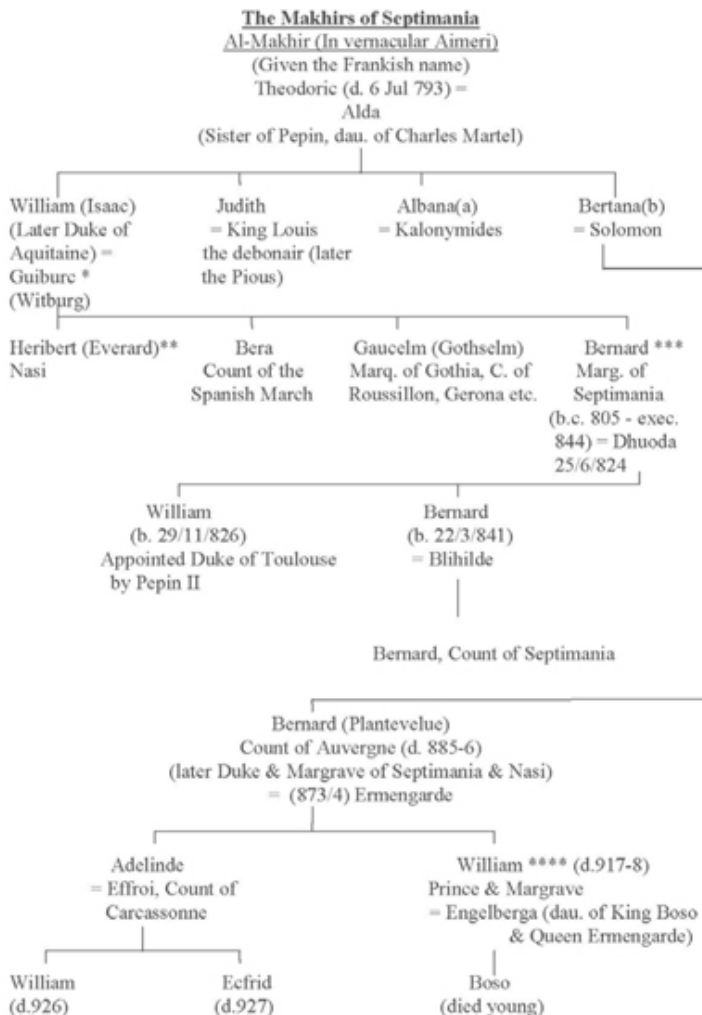 The Makhirs of Septimania
Al-Makhir (In vernacular Aimeri)
(Given the Frankish name)
Theodoric (d. 6 Jul 793) =
Alda
(Sister of Pepin, dau. of Charles Martel)
William (Isaac)
(Later Duke of
Aquitaine) =
Guiburc *
(Witburg)
Judith
= King Louis
the debonair (later
the Pious)
Albana(a)
= Kalonymides
Bertana(b)
= Solomon
Heribert (Everard)**
Nasi
Bera
Count of the
Spanish March
Gaucelm (Gothselm)
Marq. of Gothia, C. of
Roussillon, Gerona etc.
Bernard ***
Marg. of
Septimania
(b.c. 805 - exec.
844) = Dhuoda
25/6/824
William
(b. 29/11/826)
Appointed Duke of Toulouse
by Pepin II
Bernard
(b. 22/3/841)
= Blihilde
Bernard, Count of Septimania
Bernard (Plantevelue)
Count of Auvergne (d. 885-6)
(later Duke & Margrave of Septimania & Nasi)
= (873/4) Ermengarde
Adelinde
= Effroi, Count of
Carcassonne
William **** (d.917-8)
Prince & Margrave
= Engelberga (dau. of King Boso
& Queen Ermengarde)
William
(d.926)
Ecfrid
(d.927)
Boso
(died young)